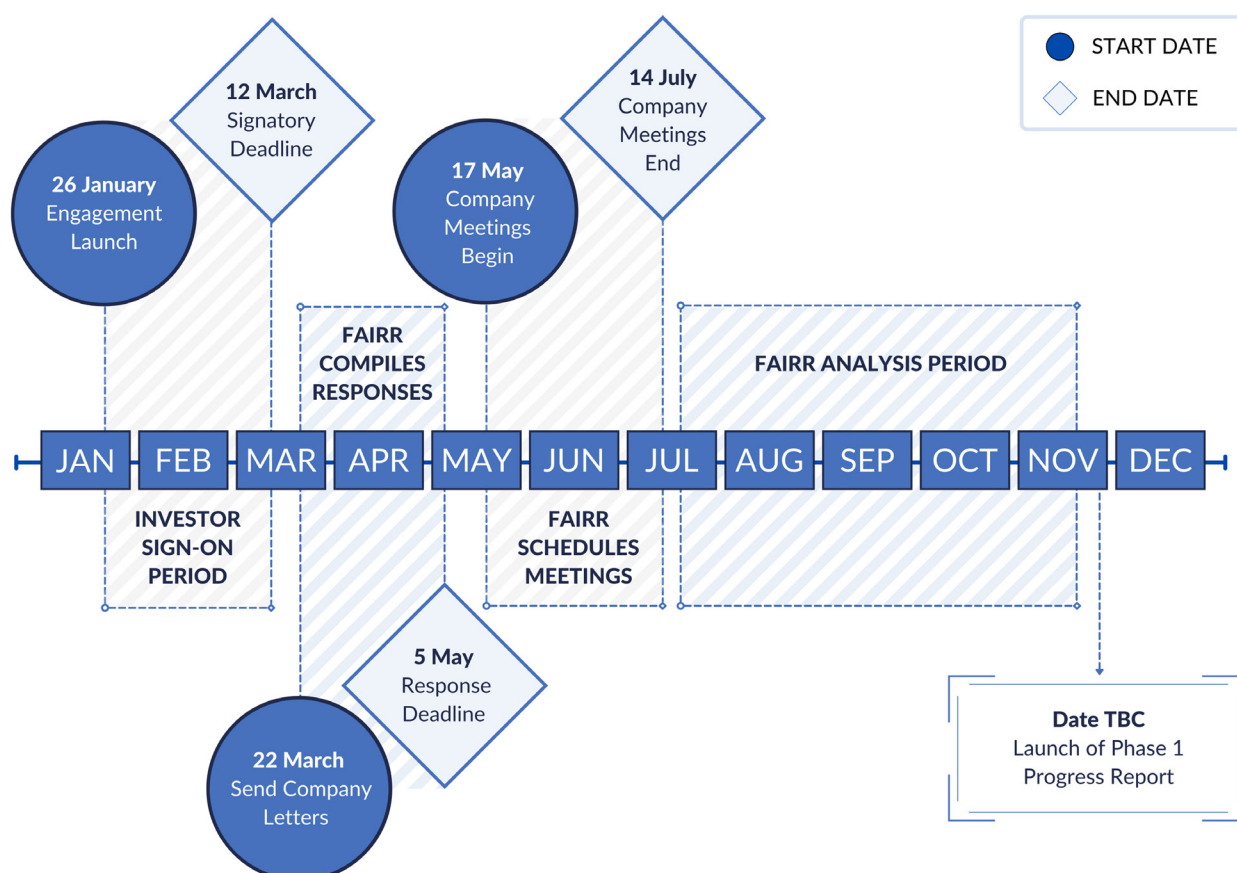 START DATE
END DATE
12 March
Signatory
Deadline
14 July
Company
Meetings
End
26 January
Engagement
Launch
17 May
Company
Meetings
Begin
FAIRR
COMPILES
RESPONSES
FAIRR ANALYSIS PERIOD
JAN FEB MAR APR MAY JUN JUL AUG SEP OCT NOV DEC
INVESTOR
SIGN-ON
PERIOD
FAIRR
SCHEDULES
MEETINGS
5 May
Response
Deadline
22 March
Send Company
Letters
Date TBC
Launch of Phase 1
Progress Report